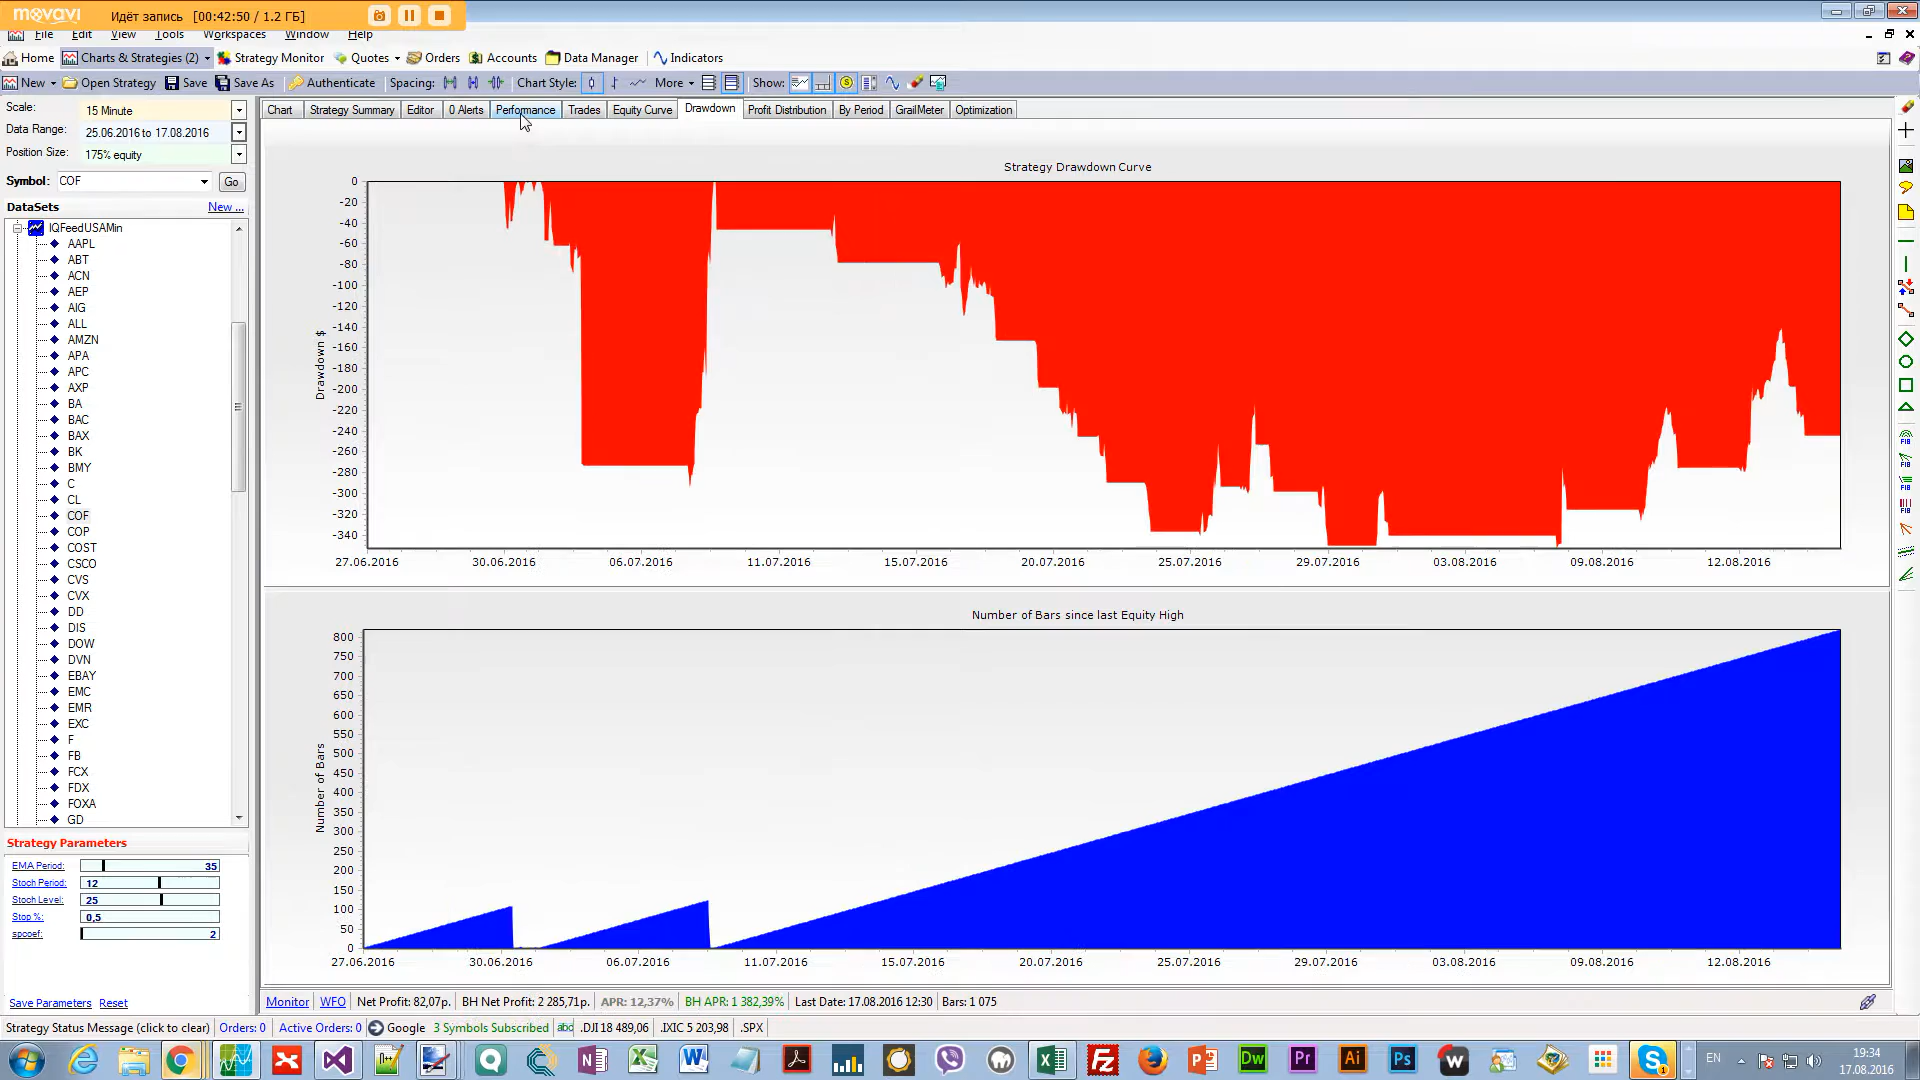 movavi Идёт запись [00:42:50 / 1.2 ГБ]
File Edit View Tools Workspaces Window Help
Home Charts & Strategies (2) Strategy Monitor Quotes Orders Accounts Data Manager Indicators
New Open Strategy Save Save As Authenticate Spacing: Chart Style: More Show:
Scale: 15 Minute
Data Range: 25.06.2016 to 17.08.2016
Position Size: 175% equity
Symbol: COF Go
DataSets New ...
IQFeedUSAMin
AAPL
ABT
ACN
AEP
AIG
ALL
AMZN
APA
APC
AXP
BA
BAC
BAX
BK
BMY
C
CL
COF
COP
COST
CSCO
CVS
CVX
DD
DIS
DOW
DVN
EBAY
EMC
EMR
EXC
F
FB
FCX
FDX
FOXA
GD
Strategy Parameters
EMA Period: 35
Stoch Period: 12
Stoch Level: 25
Stop %: 0,5
spcoef: 2
Save Parameters Reset
Chart Strategy Summary Editor 0 Alerts Performance Trades Equity Curve Drawdown Profit Distribution By Period GrailMeter Optimization
Strategy Drawdown Curve
Drawdown $
0
-20
-40
-60
-80
-100
-120
-140
-160
-180
-200
-220
-240
-260
-280
-300
-320
-340
27.06.2016 30.06.2016 06.07.2016 11.07.2016 15.07.2016 20.07.2016 25.07.2016 29.07.2016 03.08.2016 09.08.2016 12.08.2016
Number of Bars since last Equity High
Number of Bars
800
750
700
650
600
550
500
450
400
350
300
250
200
150
100
50
0
27.06.2016 30.06.2016 06.07.2016 11.07.2016 15.07.2016 20.07.2016 25.07.2016 29.07.2016 03.08.2016 09.08.2016 12.08.2016
Monitor WFO Net Profit: 82,07р. BH Net Profit: 2 285,71р. APR: 12,37% BH APR: 1 382,39% Last Date: 17.08.2016 12:30 Bars: 1 075
Strategy Status Message (click to clear) Orders: 0 Active Orders: 0 Google 3 Symbols Subscribed abc .DJI 18 489,06 .IXIC 5 203,98 .SPX
FIB
FIB
FIB
FIB
Dw Pr Ai Ps
EN
19:34
17.08.2016